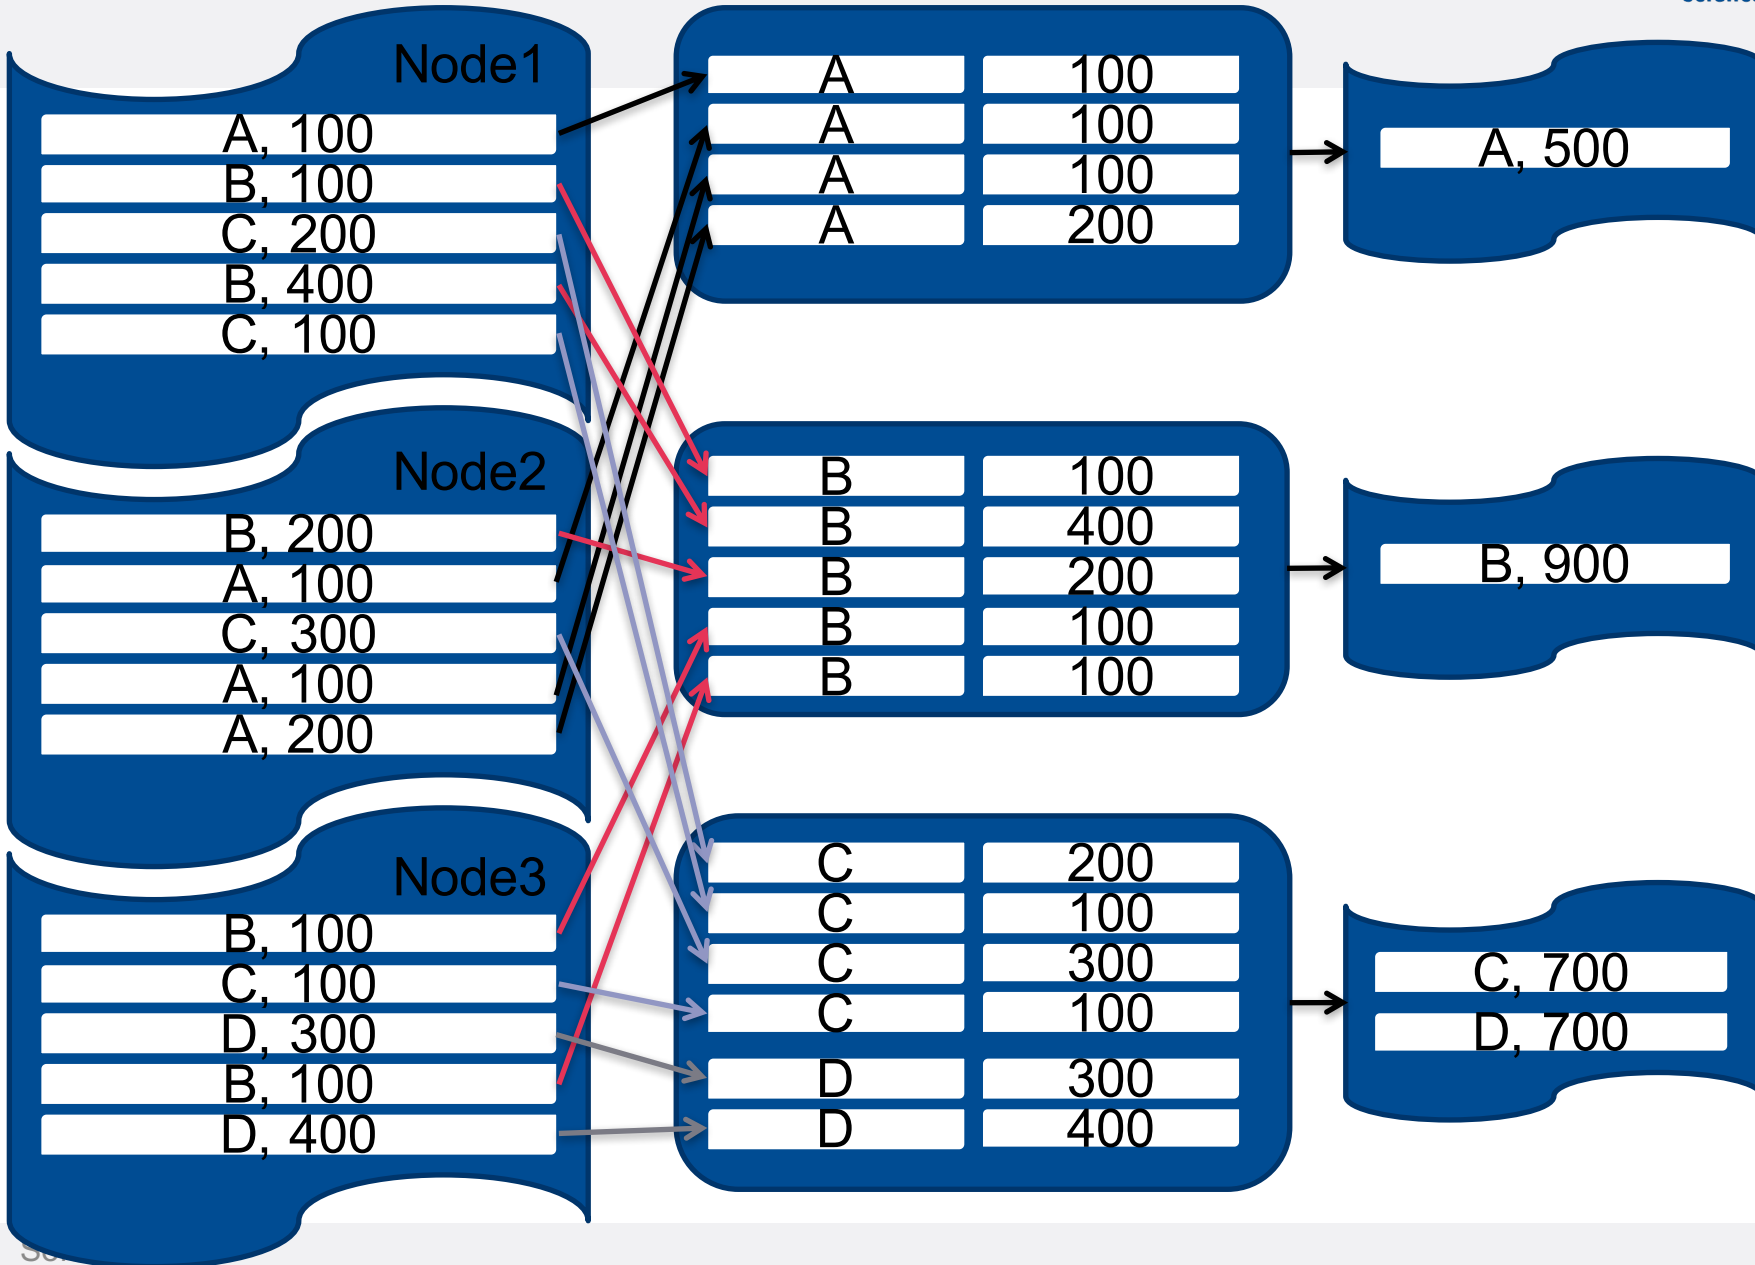 Node1
A, 100
B, 100
C, 200
B, 400
C, 100
Node2
B, 200
A, 100
C, 300
A, 100
A, 200
Node3
B, 100
C, 100
D, 300
B, 100
D, 400
A 100
A 100
A 100
A 200
B 100
B 400
B 200
B 100
B 100
C 200
C 100
C 300
C 100
D 300
D 400
A, 500
B, 900
C, 700
D, 700